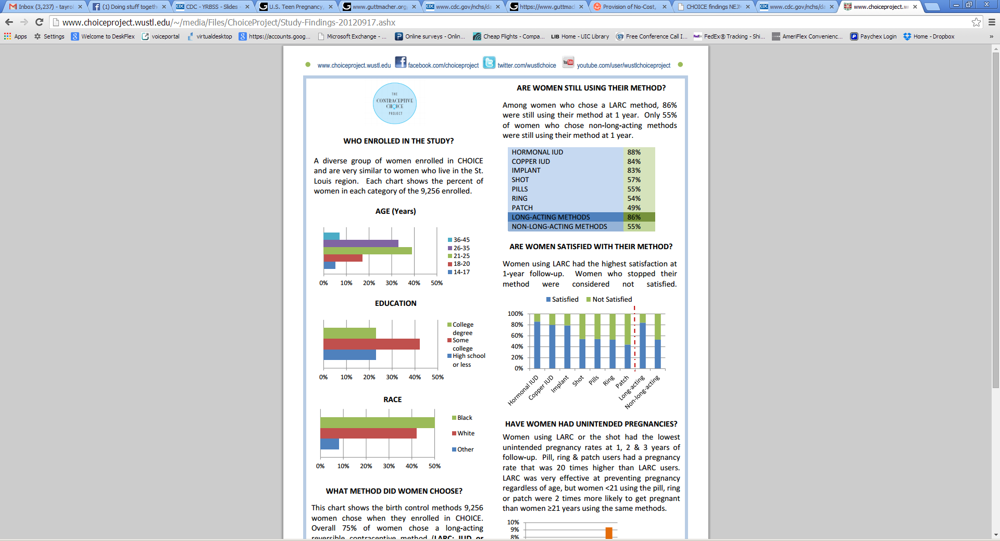 Inbox (3,237) - tayro
(1) Doing stuff togeth
CDC - YRBSS - Slides -
U.S. Teen Pregnancy,
www.guttmacher.org,
www.cdc.gov/nchs/da
https://www.guttmac
Provision of No-Cost,
CHOICE findings NEJM
www.cdc.gov/nchs/da
www.choiceproject.w
www.choiceproject.wustl.edu/~/media/Files/ChoiceProject/Study-Findings-20120917.ashx
Apps
Settings
Welcome to DeskFlex
voiceportal
virtualdesktop
https://accounts.goog...
Microsoft Exchange - ...
Online surveys - Onlin...
Cheap Flights - Compa...
LIB Home - UIC Library
Free Conference Call I...
FedEx® Tracking - Shi...
AmeriFlex Convenienc...
Paychex Login
Home - Dropbox
»
www.choiceproject.wustl.edu
facebook.com/choiceproject
twitter.com/wustlchoice
youtube.com/user/wustlchoiceproject
THE
CONTRACEPTIVE
CHOICE
PROJECT
WHO ENROLLED IN THE STUDY?
A diverse group of women enrolled in CHOICE
and are very similar to women who live in the St.
Louis region. Each chart shows the percent of
women in each category of the 9,256 enrolled.
AGE (Years)
36-45
26-35
21-25
18-20
14-17
0% 10% 20% 30% 40% 50%
EDUCATION
College
degree
Some
college
High school
or less
0% 10% 20% 30% 40% 50%
RACE
Black
White
Other
0% 10% 20% 30% 40% 50%
WHAT METHOD DID WOMEN CHOOSE?
This chart shows the birth control methods 9,256
women chose when they enrolled in CHOICE.
Overall 75% of women chose a long-acting
reversible contraceptive method (LARC: IUD or
ARE WOMEN STILL USING THEIR METHOD?
Among women who chose a LARC method, 86%
were still using their method at 1 year. Only 55%
of women who chose non-long-acting methods
were still using their method at 1 year.
HORMONAL IUD 88%
COPPER IUD 84%
IMPLANT 83%
SHOT 57%
PILLS 55%
RING 54%
PATCH 49%
LONG-ACTING METHODS 86%
NON-LONG-ACTING METHODS 55%
ARE WOMEN SATISFIED WITH THEIR METHOD?
Women using LARC had the highest satisfaction at
1-year follow-up. Women who stopped their
method were considered not satisfied.
Satisfied Not Satisfied
100%
80%
60%
40%
20%
0%
Hormonal IUD
Copper IUD
Implant
Shot
Pills
Ring
Patch
Long-acting
Non-long-acting
HAVE WOMEN HAD UNINTENDED PREGNANCIES?
Women using LARC or the shot had the lowest
unintended pregnancy rates at 1, 2 & 3 years of
follow-up. Pill, ring & patch users had a pregnancy
rate that was 20 times higher than LARC users.
LARC was very effective at preventing pregnancy
regardless of age, but women <21 using the pill, ring
or patch were 2 times more likely to get pregnant
than women ≥21 years using the same methods.
10%
9%
8%